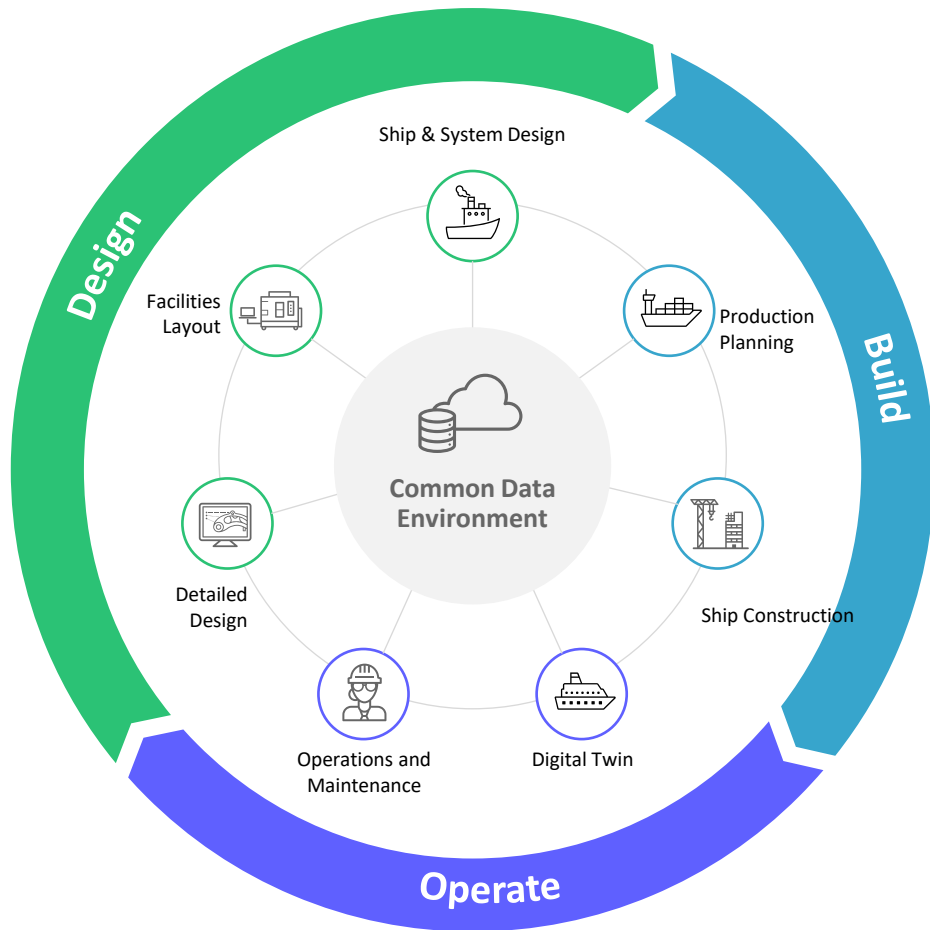 Ship & System Design
Design
Facilities
Layout
Production
Planning
Build
Common Data
Environment
Detailed
Design
Ship Construction
Operations and
Maintenance
Digital Twin
Operate